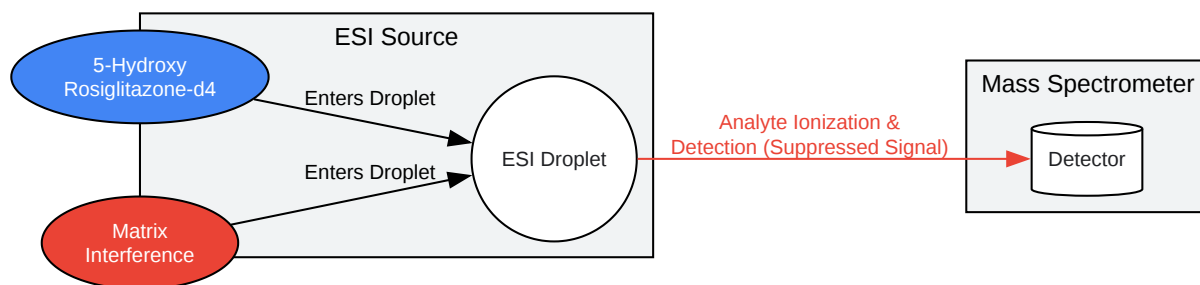 ESI Source
5-Hydroxy
Rosiglitazone-d4
Enters Droplet
Enters Droplet
Matrix
Interference
ESI Droplet
Analyte Ionization &
Detection (Suppressed Signal)
Mass Spectrometer
Detector